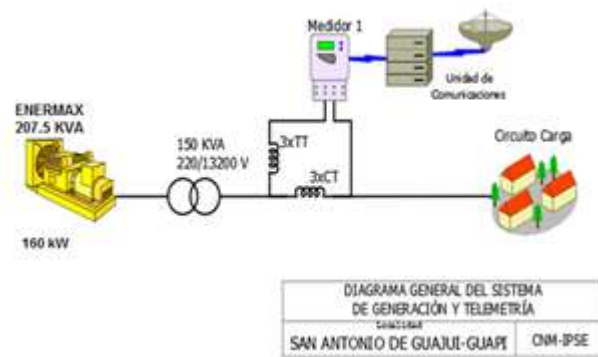 Medidor 1
Unidad de
Comunicaciones
ENERMAX
207.5 KVA
150 KVA
220/13200 V
3xTT
3xCT
Circuito Carga
160 kW
DIAGRAMA GENERAL DEL SISTEMA
DE GENERACIÓN Y TELEMETRÍA
Localidad
SAN ANTONIO DE GUAJUI-GUAPI
CNM-IPSE